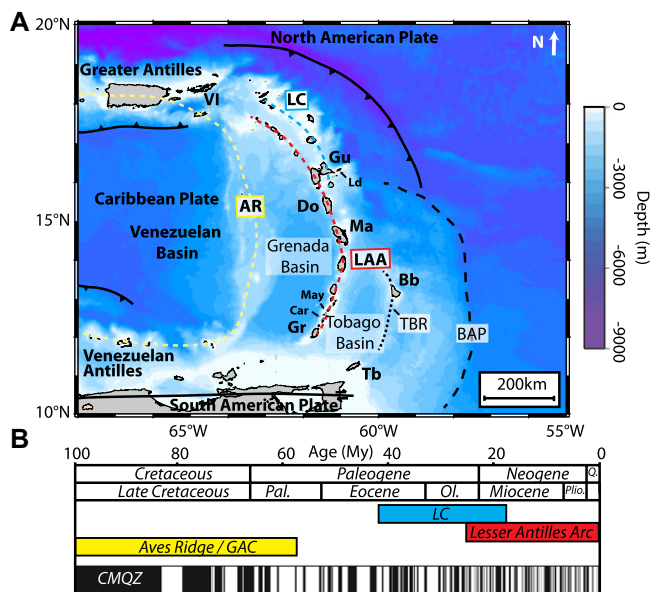 A
20°N
North American Plate
N
Greater Antilles
VI
LC
Gu
Ld
Caribbean Plate
AR
Do
15°N
Venezuelan
Basin
Ma
Grenada
Basin
LAA
Bb
May
Car
Gr
Tobago
Basin
TBR
BAP
Venezuelan
Antilles
Tb
200km
10°N
South American Plate
65°W
60°W
55°W
0
-3000
-6000
-9000
Depth (m)
B
Age (My)
100
80
60
40
20
0
Cretaceous
Paleogene
Neogene
Q.
Late Cretaceous
Pal.
Eocene
Ol.
Miocene
Plio.
LC
Lesser Antilles Arc
Aves Ridge / GAC
CMQZ